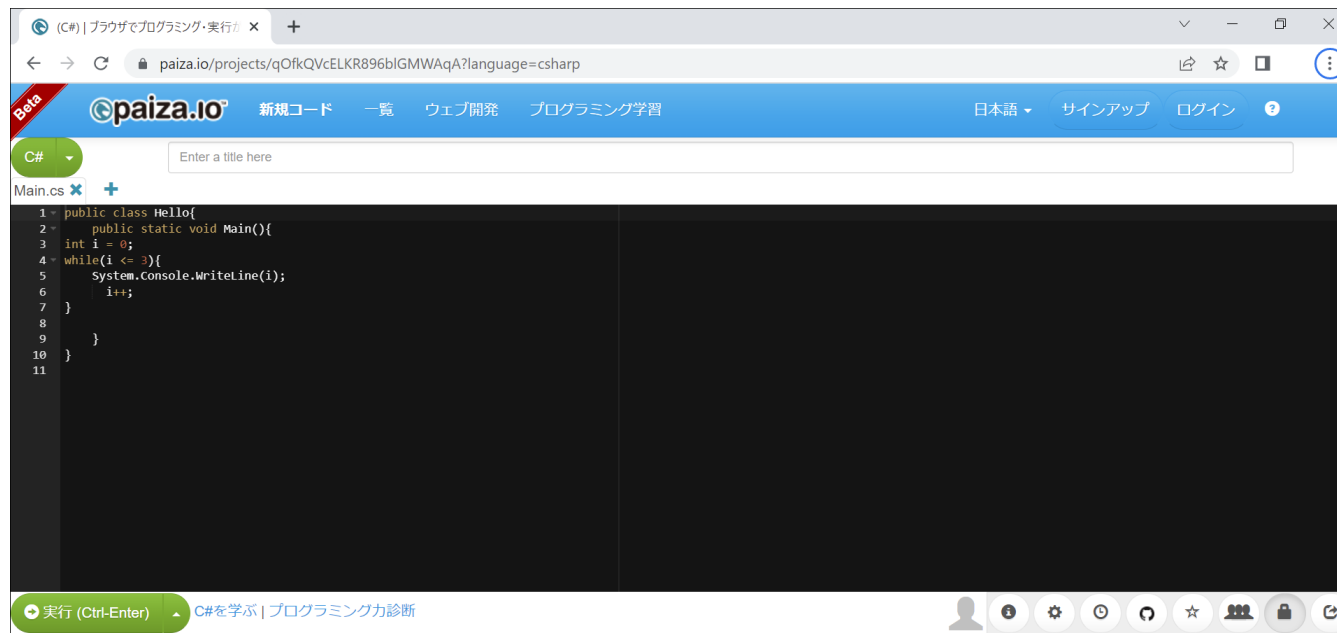 (C#) | ブラウザでプログラミング・実行が
paiza.io/projects/qOfkQVcELKR896blGMWAqA?language=csharp
Beta
paiza.IO 新規コード 一覧 ウェブ開発 プログラミング学習 日本語 サインアップ ログイン ?
C# Enter a title here
Main.cs
1 public class Hello{
2     public static void Main(){
3 int i = 0;
4 while(i <= 3){
5     System.Console.WriteLine(i);
6       i++;
7 }
8
9     }
10 }
11
実行 (Ctrl-Enter) C#を学ぶ | プログラミング力診断